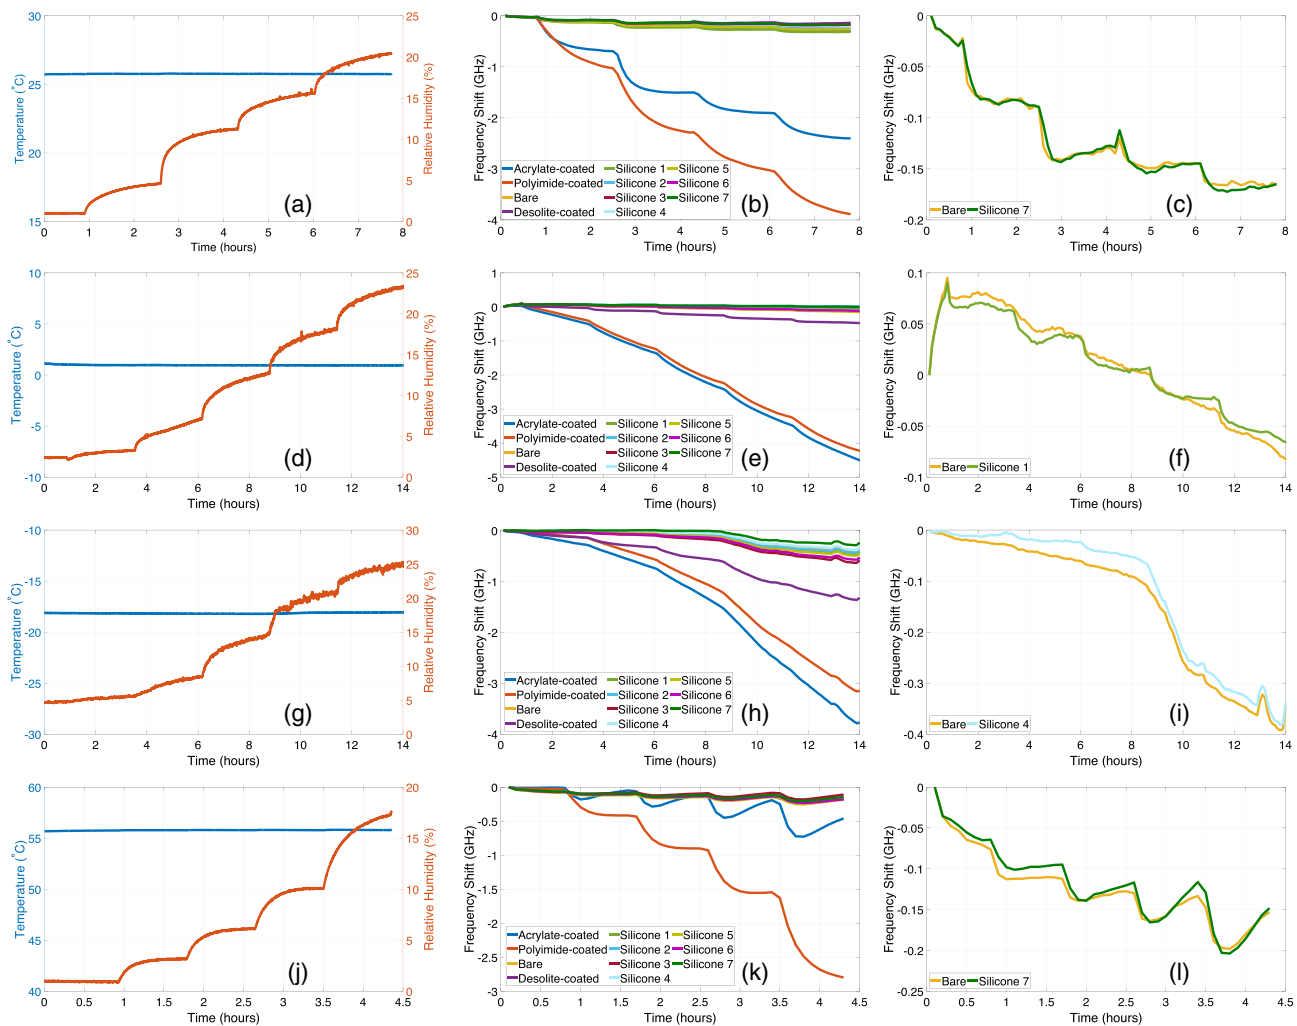 30
25
20
15
Temperature (°C)
25
20
15
10
5
0
Relative Humidity (%)
(a)
0 1 2 3 4 5 6 7 8
Time (hours)
0
-1
-2
-3
-4
Frequency Shift (GHz)
Acrylate-coated Silicone 1 Silicone 5
Polyimide-coated Silicone 2 Silicone 6
Bare Silicone 3 Silicone 7
Desolite-coated Silicone 4
(b)
0 1 2 3 4 5 6 7 8
Time (hours)
0
-0.05
-0.1
-0.15
-0.2
Frequency Shift (GHz)
Bare Silicone 7
(c)
0 1 2 3 4 5 6 7 8
Time (hours)
10
5
0
-5
-10
Temperature (°C)
25
20
15
10
5
0
Relative Humidity (%)
(d)
0 2 4 6 8 10 12 14
Time (hours)
1
0
-1
-2
-3
-4
-5
Frequency Shift (GHz)
Acrylate-coated Silicone 1 Silicone 5
Polyimide-coated Silicone 2 Silicone 6
Bare Silicone 3 Silicone 7
Desolite-coated Silicone 4
(e)
0 2 4 6 8 10 12 14
Time (hours)
0.1
0.05
0
-0.05
-0.1
Frequency Shift (GHz)
Bare Silicone 1
(f)
0 2 4 6 8 10 12 14
Time (hours)
-10
-15
-20
-25
-30
Temperature (°C)
30
25
20
15
10
5
0
Relative Humidity (%)
(g)
0 2 4 6 8 10 12 14
Time (hours)
0
-1
-2
-3
-4
Frequency Shift (GHz)
Acrylate-coated Silicone 1 Silicone 5
Polyimide-coated Silicone 2 Silicone 6
Bare Silicone 3 Silicone 7
Desolite-coated Silicone 4
(h)
0 2 4 6 8 10 12 14
Time (hours)
0
-0.1
-0.2
-0.3
-0.4
Frequency Shift (GHz)
Bare Silicone 4
(i)
0 2 4 6 8 10 12 14
Time (hours)
60
55
50
45
40
Temperature (°C)
20
15
10
5
0
Relative Humidity (%)
(j)
0 0.5 1 1.5 2 2.5 3 3.5 4 4.5
Time (hours)
0
-0.5
-1
-1.5
-2
-2.5
-3
Frequency Shift (GHz)
Acrylate-coated Silicone 1 Silicone 5
Polyimide-coated Silicone 2 Silicone 6
Bare Silicone 3 Silicone 7
Desolite-coated Silicone 4
(k)
0 0.5 1 1.5 2 2.5 3 3.5 4 4.5
Time (hours)
0
-0.05
-0.1
-0.15
-0.2
-0.25
Frequency Shift (GHz)
Bare Silicone 7
(l)
0 0.5 1 1.5 2 2.5 3 3.5 4 4.5
Time (hours)